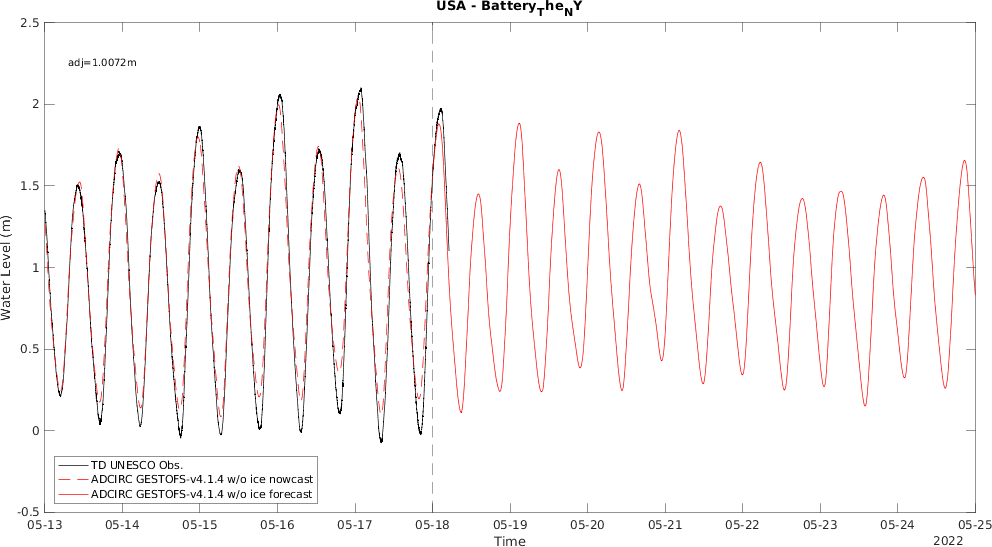 USA - Battery_The_NY
2.5
adj=1.0072m
2
1.5
1
0.5
0
-0.5
Water Level (m)
TD UNESCO Obs.
ADCIRC GESTOFS-v4.1.4 w/o ice nowcast
ADCIRC GESTOFS-v4.1.4 w/o ice forecast
05-13 05-14 05-15 05-16 05-17 05-18 05-19 05-20 05-21 05-22 05-23 05-24 05-25
Time
2022